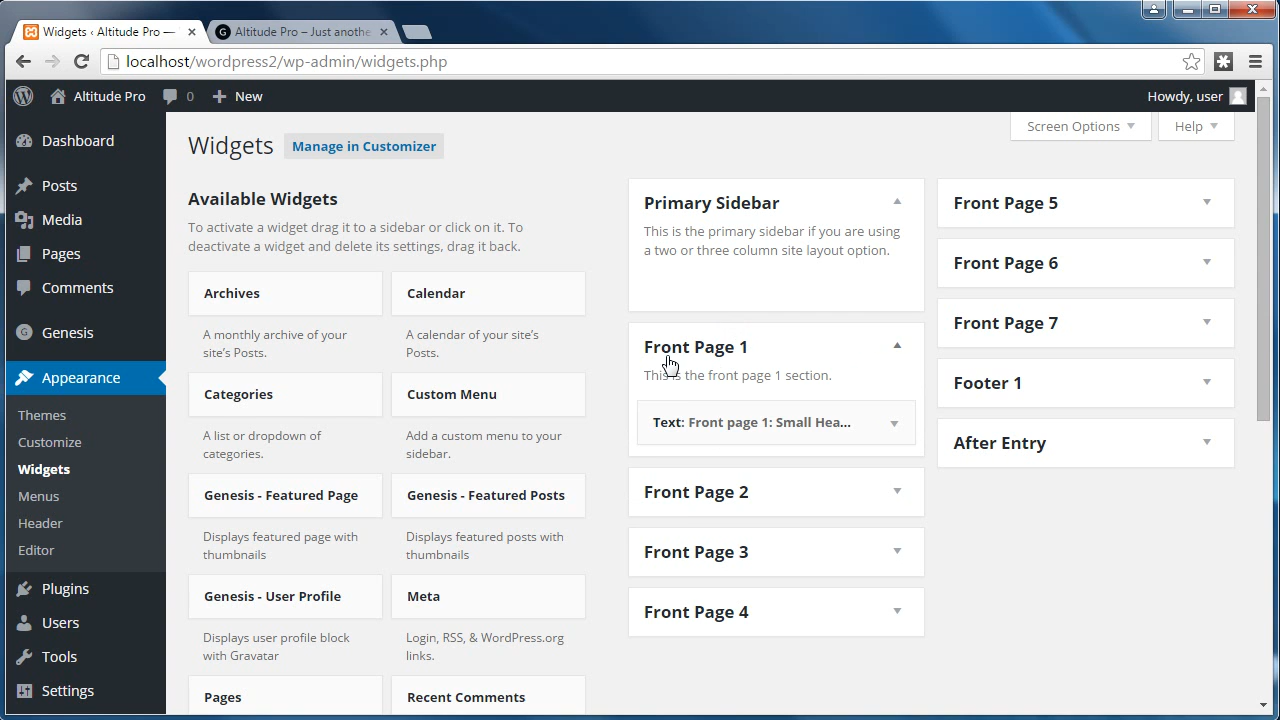 Widgets ‹ Altitude Pro —
Altitude Pro – Just anothe
localhost/wordpress2/wp-admin/widgets.php
Altitude Pro
0
New
Howdy, user
Dashboard
Posts
Media
Pages
Comments
Genesis
Appearance
Themes
Customize
Widgets
Menus
Header
Editor
Plugins
Users
Tools
Settings
Screen Options
Help
Widgets
Manage in Customizer
Available Widgets
To activate a widget drag it to a sidebar or click on it. To
deactivate a widget and delete its settings, drag it back.
Archives
Calendar
A monthly archive of your
site's Posts.
A calendar of your site's
Posts.
Categories
Custom Menu
A list or dropdown of
categories.
Add a custom menu to your
sidebar.
Genesis - Featured Page
Genesis - Featured Posts
Displays featured page with
thumbnails
Displays featured posts with
thumbnails
Genesis - User Profile
Meta
Displays user profile block
with Gravatar
Login, RSS, & WordPress.org
links.
Pages
Recent Comments
Primary Sidebar
This is the primary sidebar if you are using
a two or three column site layout option.
Front Page 1
This is the front page 1 section.
Text: Front page 1: Small Hea...
Front Page 2
Front Page 3
Front Page 4
Front Page 5
Front Page 6
Front Page 7
Footer 1
After Entry